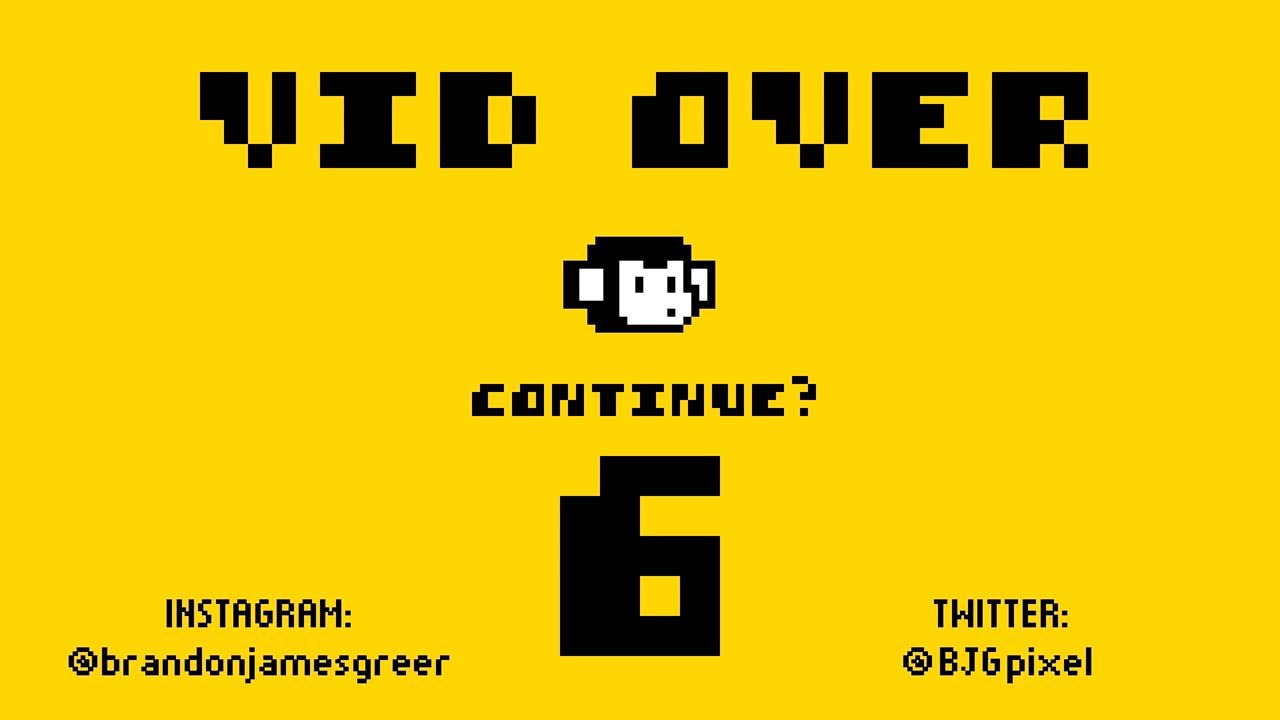 VID OVER
CONTINUE?
6
INSTAGRAM:
@brandonjamesgreer
TWITTER:
@BJGpixel